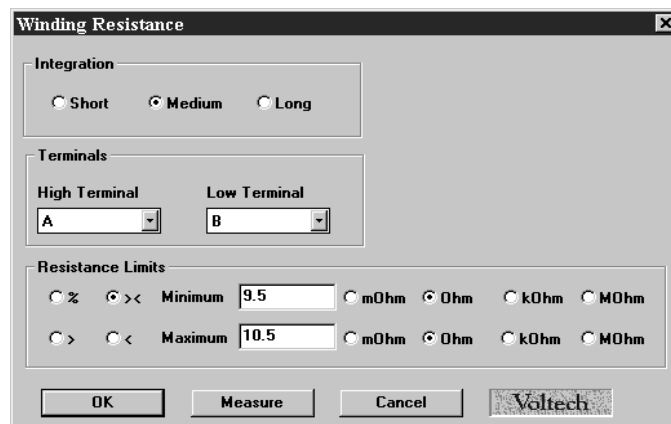 Winding Resistance
Integration
Short Medium Long
Terminals
High Terminal Low Terminal
A B
Resistance Limits
% >< Minimum 9.5 mOhm Ohm kOhm MOhm
> < Maximum 10.5 mOhm Ohm kOhm MOhm
OK Measure Cancel Voltech